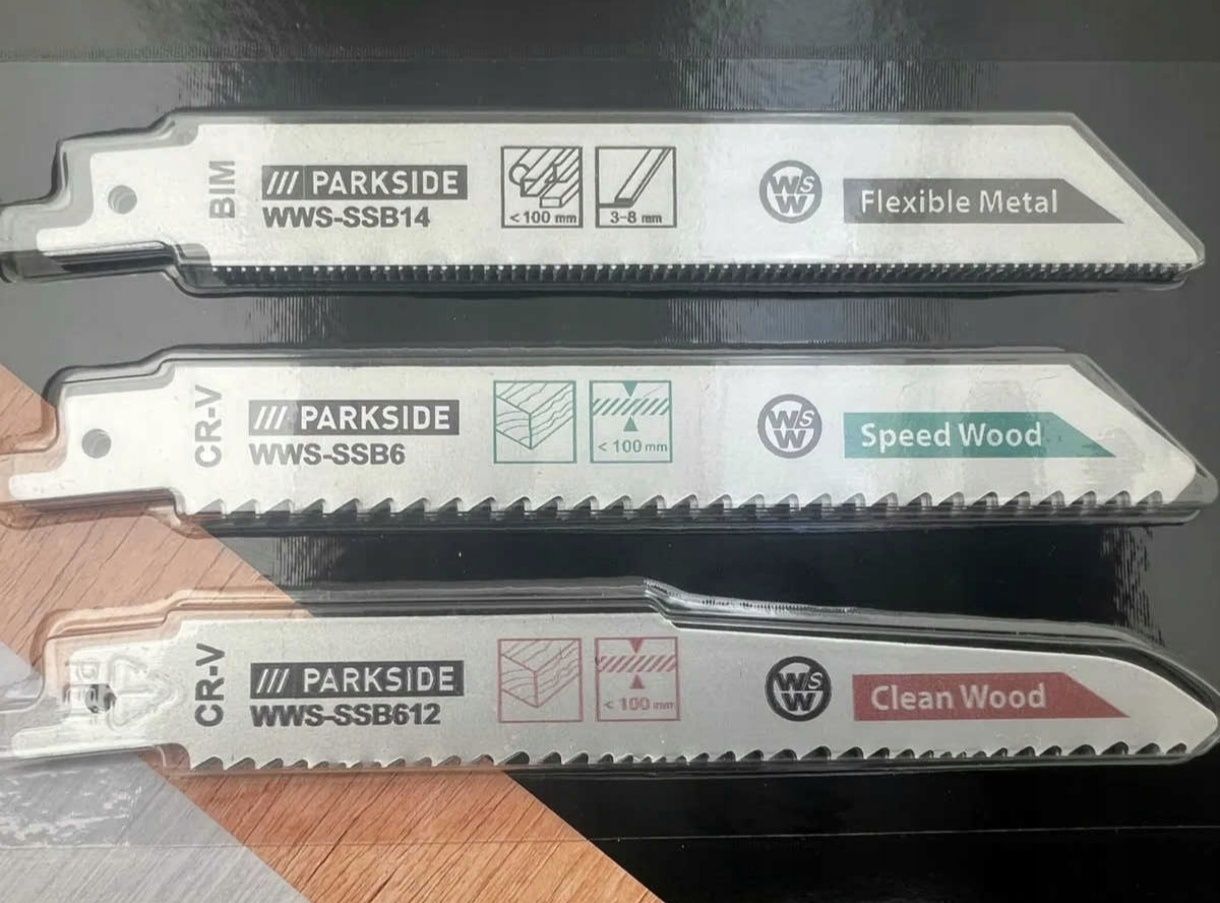 BIM
/// PARKSIDE
WWS-SSB14
< 100 mm
3-8 mm
WSW
Flexible Metal
CR-V
/// PARKSIDE
WWS-SSB6
< 100 mm
WSW
Speed Wood
CR-V
/// PARKSIDE
WWS-SSB612
< 100 mm
WSW
Clean Wood